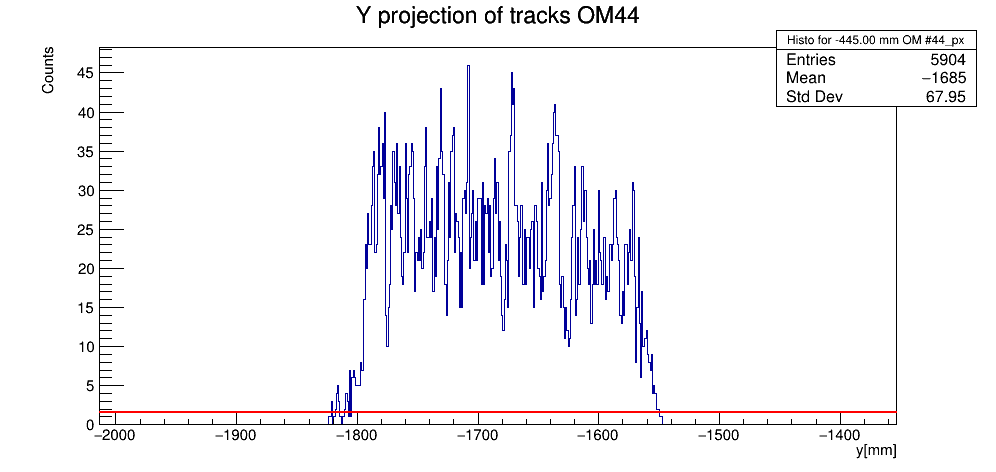 Y projection of tracks OM44
Histo for -445.00 mm OM #44_px
Entries 5904
Mean −1685
Std Dev 67.95
Counts
45
40
35
30
25
20
15
10
5
0
−2000 −1900 −1800 −1700 −1600 −1500 −1400
y[mm]